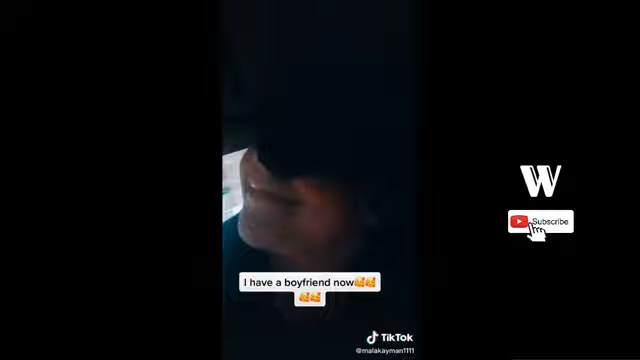 W
Subscribe
I have a boyfriend now🥰🥰
🥰🥰
TikTok
@malakayman1111